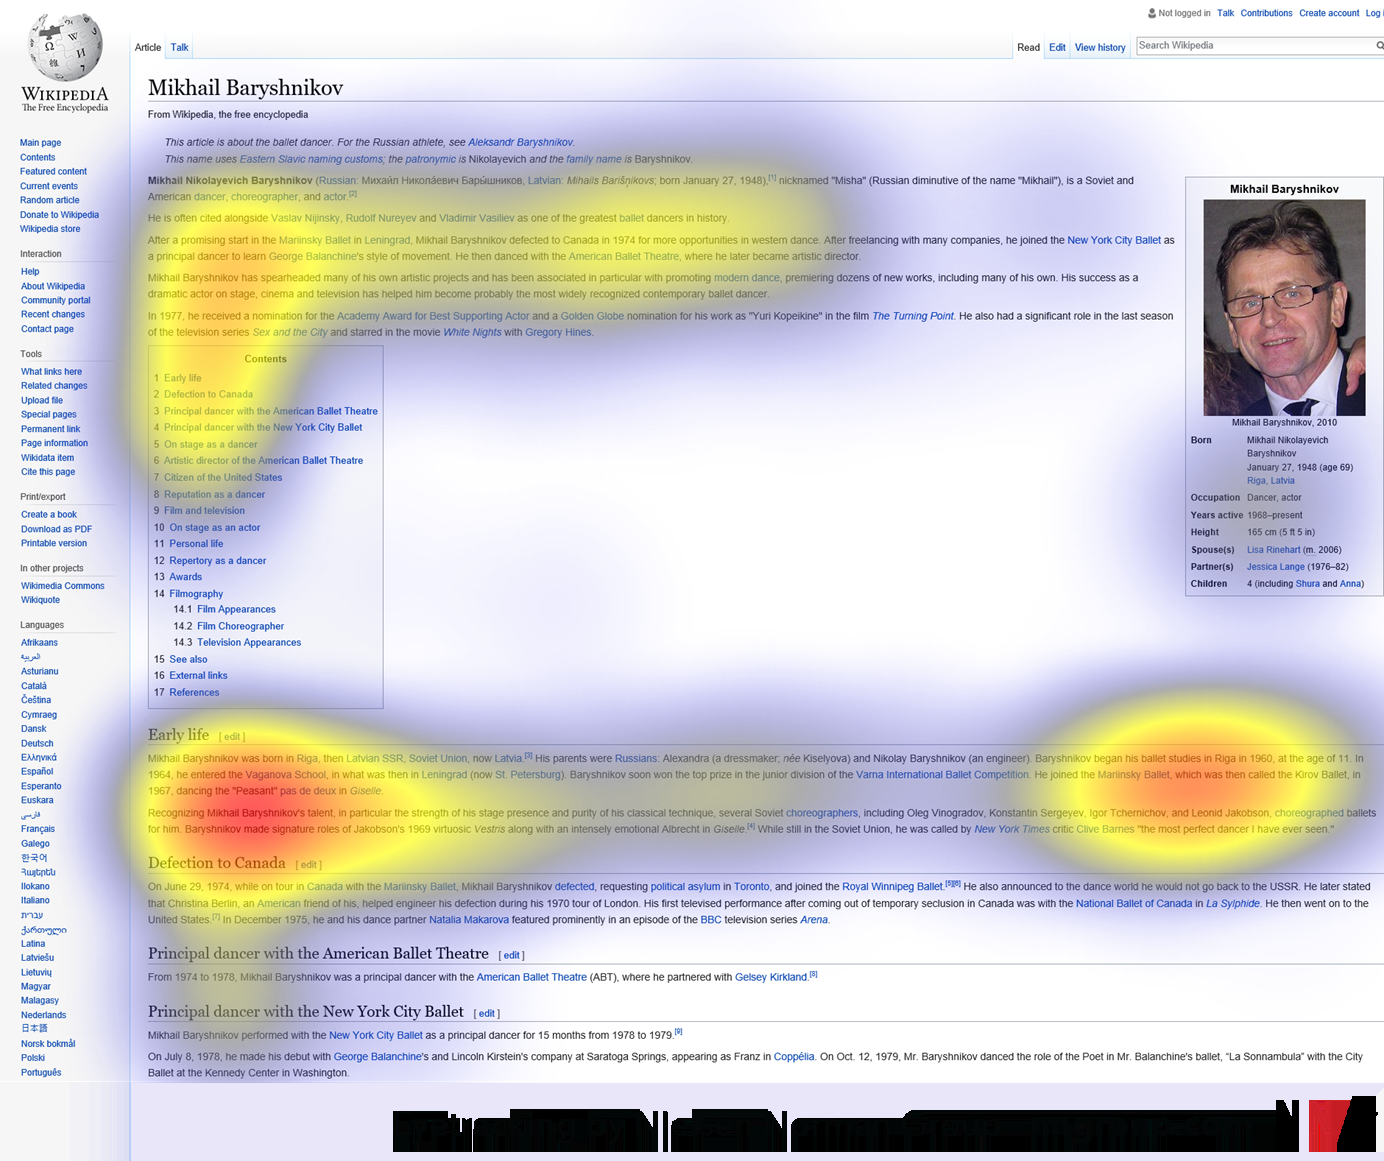 Not logged in Talk Contributions Create account Log i
Article Talk
Read Edit View history
Search Wikipedia
WIKIPEDIA
The Free Encyclopedia
Mikhail Baryshnikov
From Wikipedia, the free encyclopedia
This article is about the ballet dancer. For the Russian athlete, see Aleksandr Baryshnikov.
This name uses Eastern Slavic naming customs; the patronymic is Nikolayevich and the family name is Baryshnikov.
Mikhail Nikolayevich Baryshnikov (Russian: Михайл Никола́евич Бары́шников, Latvian: Mihails Barišņikovs; born January 27, 1948),[1] nicknamed "Misha" (Russian diminutive of the name "Mikhail"), is a Soviet and
American dancer, choreographer, and actor.[2]
He is often cited alongside Vaslav Nijinsky, Rudolf Nureyev and Vladimir Vasiliev as one of the greatest ballet dancers in history.
After a promising start in the Mariinsky Ballet in Leningrad, Mikhail Baryshnikov defected to Canada in 1974 for more opportunities in western dance. After freelancing with many companies, he joined the New York City Ballet as
a principal dancer to learn George Balanchine's style of movement. He then danced with the American Ballet Theatre, where he later became artistic director.
Mikhail Baryshnikov has spearheaded many of his own artistic projects and has been associated in particular with promoting modern dance, premiering dozens of new works, including many of his own. His success as a
dramatic actor on stage, cinema and television has helped him become probably the most widely recognized contemporary ballet dancer.
In 1977, he received a nomination for the Academy Award for Best Supporting Actor and a Golden Globe nomination for his work as "Yuri Kopeikine" in the film The Turning Point. He also had a significant role in the last season
of the television series Sex and the City and starred in the movie White Nights with Gregory Hines.
Mikhail Baryshnikov
Mikhail Baryshnikov, 2010
Born Mikhail Nikolayevich
Baryshnikov
January 27, 1948 (age 69)
Riga, Latvia
Occupation Dancer, actor
Years active 1968–present
Height 165 cm (5 ft 5 in)
Spouse(s) Lisa Rinehart (m. 2006)
Partner(s) Jessica Lange (1976–82)
Children 4 (including Shura and Anna)
Contents
1 Early life
2 Defection to Canada
3 Principal dancer with the American Ballet Theatre
4 Principal dancer with the New York City Ballet
5 On stage as a dancer
6 Artistic director of the American Ballet Theatre
7 Citizen of the United States
8 Reputation as a dancer
9 Film and television
10 On stage as an actor
11 Personal life
12 Repertory as a dancer
13 Awards
14 Filmography
14.1 Film Appearances
14.2 Film Choreographer
14.3 Television Appearances
15 See also
16 External links
17 References
Early life [ edit ]
Mikhail Baryshnikov was born in Riga, then Latvian SSR, Soviet Union, now Latvia.[3] His parents were Russians: Alexandra (a dressmaker; née Kiselyova) and Nikolay Baryshnikov (an engineer). Baryshnikov began his ballet studies in Riga in 1960, at the age of 11. In
1964, he entered the Vaganova School, in what was then in Leningrad (now St. Petersburg). Baryshnikov soon won the top prize in the junior division of the Varna International Ballet Competition. He joined the Mariinsky Ballet, which was then called the Kirov Ballet, in
1967, dancing the "Peasant" pas de deux in Giselle.
Recognizing Mikhail Baryshnikov's talent, in particular the strength of his stage presence and purity of his classical technique, several Soviet choreographers, including Oleg Vinogradov, Konstantin Sergeyev, Igor Tchernichov, and Leonid Jakobson, choreographed ballets
for him. Baryshnikov made signature roles of Jakobson's 1969 virtuosic Vestris along with an intensely emotional Albrecht in Giselle.[4] While still in the Soviet Union, he was called by New York Times critic Clive Barnes "the most perfect dancer I have ever seen."
Defection to Canada [ edit ]
On June 29, 1974, while on tour in Canada with the Mariinsky Ballet, Mikhail Baryshnikov defected, requesting political asylum in Toronto, and joined the Royal Winnipeg Ballet.[5][6] He also announced to the dance world he would not go back to the USSR. He later stated
that Christina Berlin, an American friend of his, helped engineer his defection during his 1970 tour of London. His first televised performance after coming out of temporary seclusion in Canada was with the National Ballet of Canada in La Sylphide. He then went on to the
United States.[7] In December 1975, he and his dance partner Natalia Makarova featured prominently in an episode of the BBC television series Arena.
Principal dancer with the American Ballet Theatre [ edit ]
From 1974 to 1978, Mikhail Baryshnikov was a principal dancer with the American Ballet Theatre (ABT), where he partnered with Gelsey Kirkland.[8]
Principal dancer with the New York City Ballet [ edit ]
Mikhail Baryshnikov performed with the New York City Ballet as a principal dancer for 15 months from 1978 to 1979.[9]
On July 8, 1978, he made his debut with George Balanchine's and Lincoln Kirstein's company at Saratoga Springs, appearing as Franz in Coppélia. On Oct. 12, 1979, Mr. Baryshnikov danced the role of the Poet in Mr. Balanchine's ballet, “La Sonnambula” with the City
Ballet at the Kennedy Center in Washington.
Main page
Contents
Featured content
Current events
Random article
Donate to Wikipedia
Wikipedia store
Interaction
Help
About Wikipedia
Community portal
Recent changes
Contact page
Tools
What links here
Related changes
Upload file
Special pages
Permanent link
Page information
Wikidata item
Cite this page
Print/export
Create a book
Download as PDF
Printable version
In other projects
Wikimedia Commons
Wikiquote
Languages
Afrikaans
العربية
Asturianu
Català
Čeština
Cymraeg
Dansk
Deutsch
Ελληνικά
Español
Esperanto
Euskara
فارسی
Français
Galego
한국어
Հայերեն
Ilokano
Italiano
עברית
ქართული
Latina
Latviešu
Lietuvių
Magyar
Malagasy
Nederlands
日本語
Norsk bokmål
Polski
Português